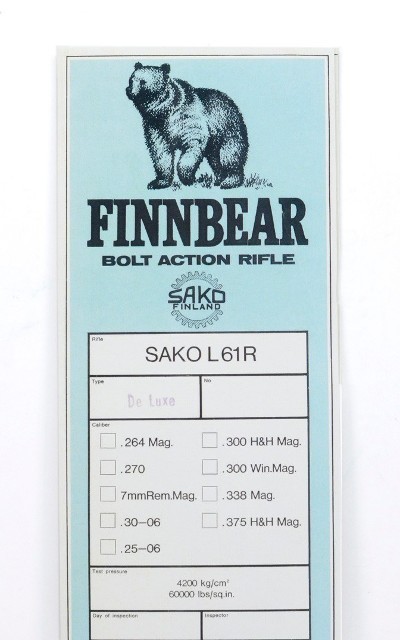 FINNBEAR
BOLT ACTION RIFLE
SAKO
FINLAND
Rifle
SAKO L61R
Type
No
De Luxe
Caliber
.264 Mag.
.300 H&H Mag.
.270
.300 Win.Mag.
7mmRem.Mag.
.338 Mag.
.30-06
.375 H&H Mag.
.25-06
Test pressure
4200 kg/cm²
60000 lbs/sq.in.
Day of inspection
Inspector